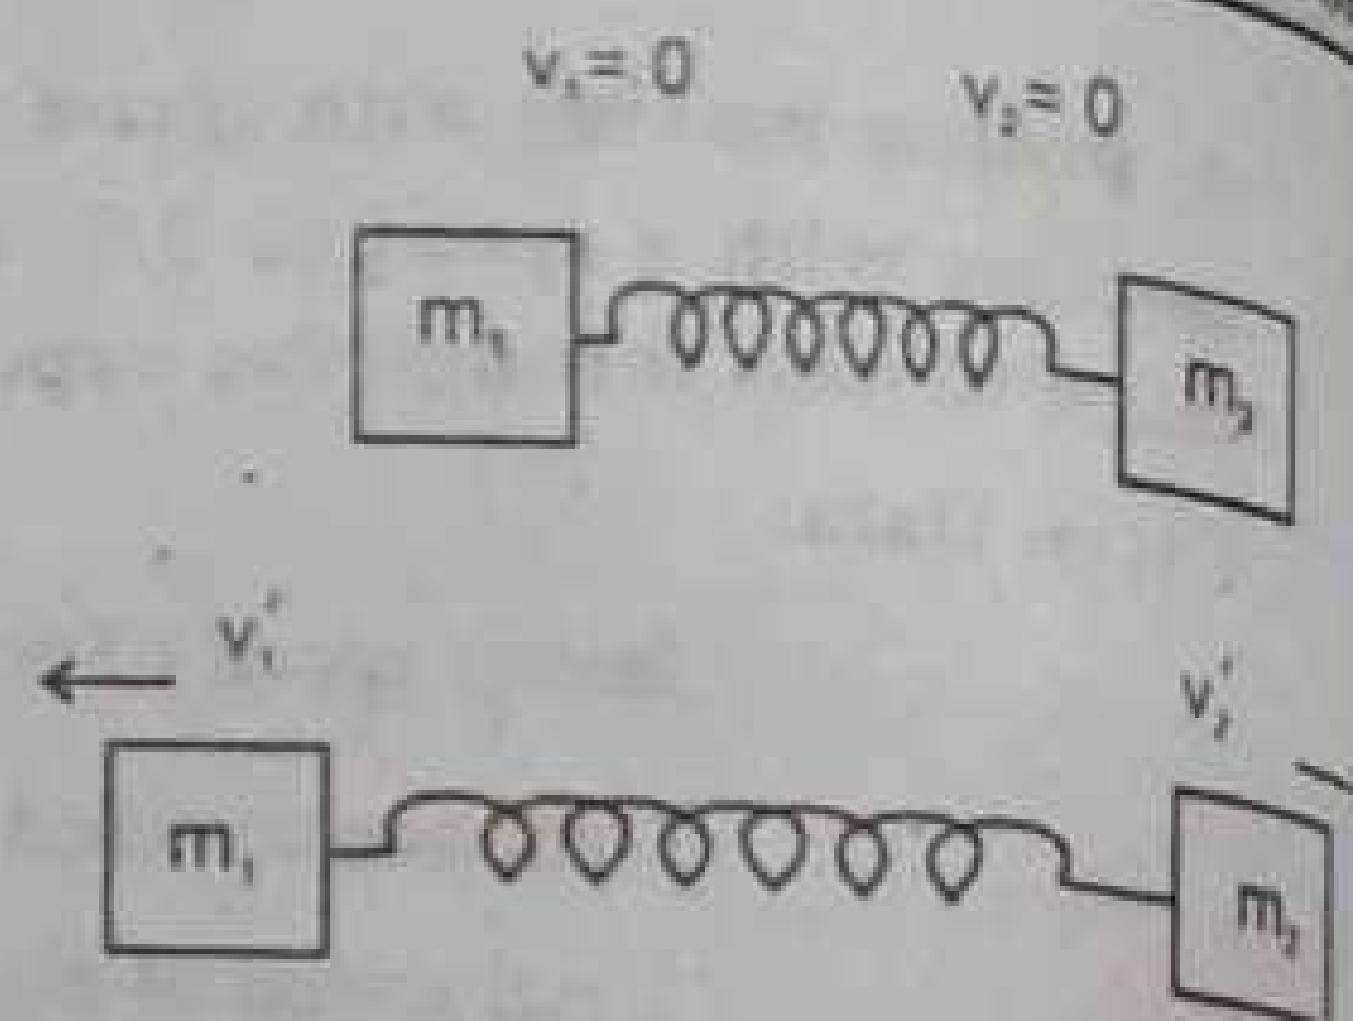 v₁ = 0
v₂ = 0
m₁
m₂
v₁′
v₂′
m₁
m₂